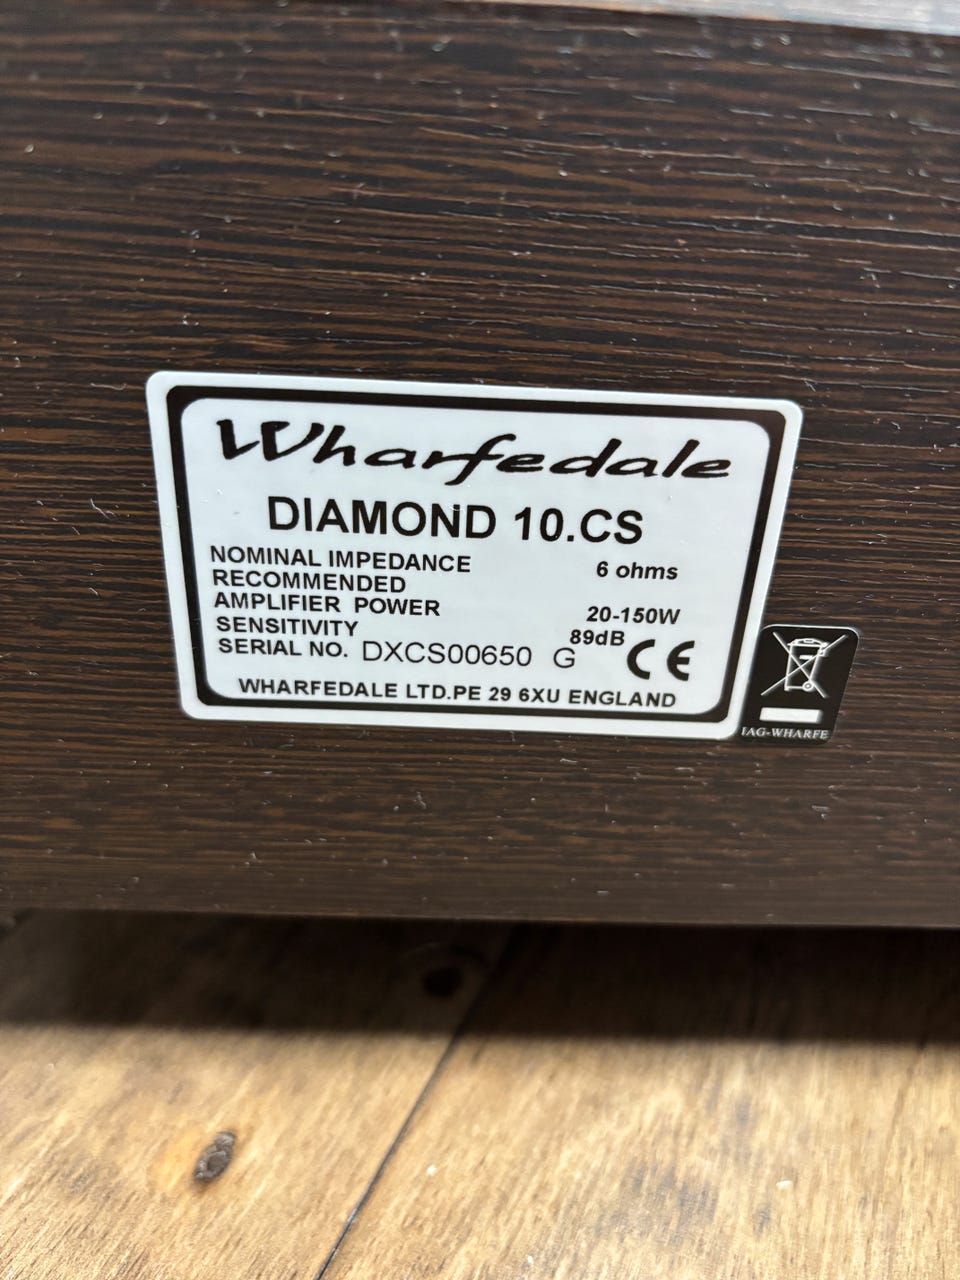 Wharfedale
DIAMOND 10.CS
NOMINAL IMPEDANCE 6 ohms
RECOMMENDED
AMPLIFIER POWER 20-150W
SENSITIVITY 89dB
SERIAL NO. DXCS00650 G CE
WHARFEDALE LTD.PE 29 6XU ENGLAND
IAG-WHARFE